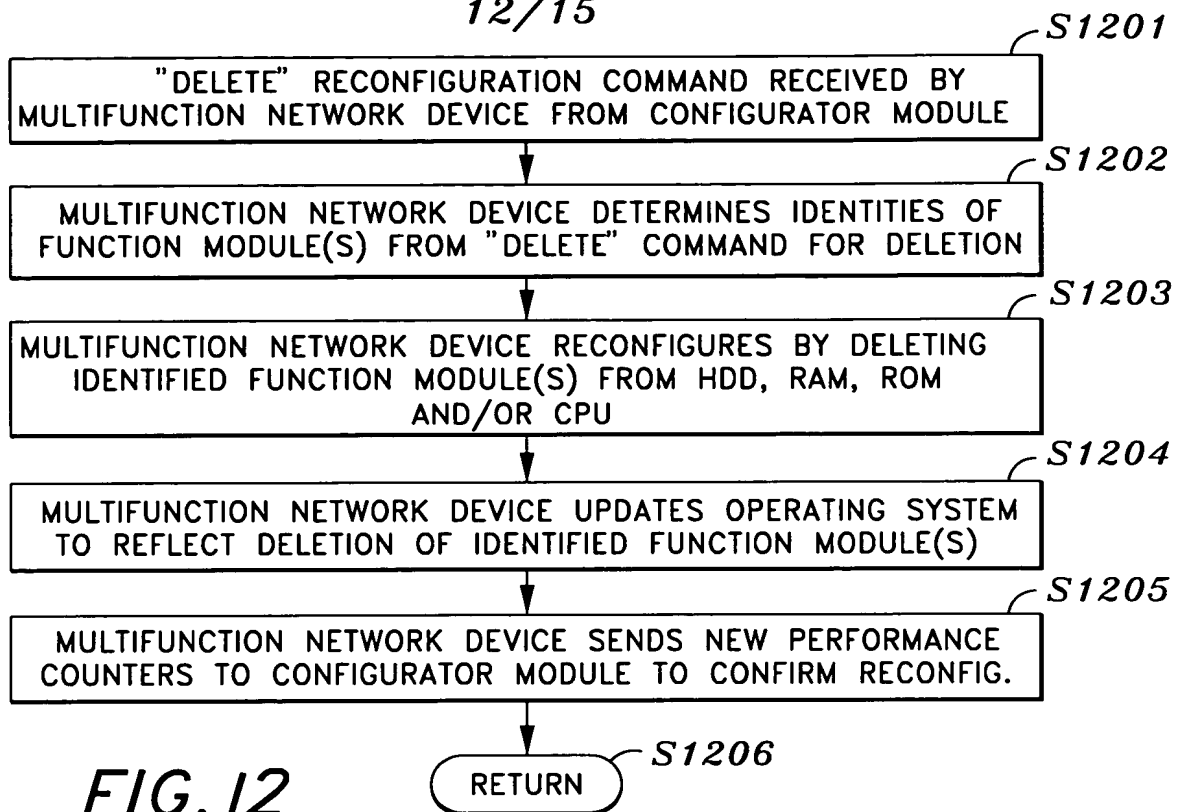 12/15
S1201
"DELETE" RECONFIGURATION COMMAND RECEIVED BY
MULTIFUNCTION NETWORK DEVICE FROM CONFIGURATOR MODULE
S1202
MULTIFUNCTION NETWORK DEVICE DETERMINES IDENTITIES OF
FUNCTION MODULE(S) FROM "DELETE" COMMAND FOR DELETION
S1203
MULTIFUNCTION NETWORK DEVICE RECONFIGURES BY DELETING
IDENTIFIED FUNCTION MODULE(S) FROM HDD, RAM, ROM
AND/OR CPU
S1204
MULTIFUNCTION NETWORK DEVICE UPDATES OPERATING SYSTEM
TO REFLECT DELETION OF IDENTIFIED FUNCTION MODULE(S)
S1205
MULTIFUNCTION NETWORK DEVICE SENDS NEW PERFORMANCE
COUNTERS TO CONFIGURATOR MODULE TO CONFIRM RECONFIG.
S1206
RETURN
FIG. 12